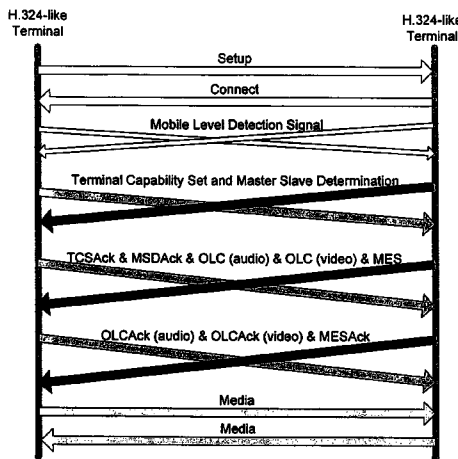 H.324-like
Terminal
H.324-like
Terminal
Setup
Connect
Mobile Level Detection Signal
Terminal Capability Set and Master Slave Determination
TCSAck & MSDAck & OLC (audio) & OLC (video) & MES
OLCAck (audio) & OLCAck (video) & MESAck
Media
Media